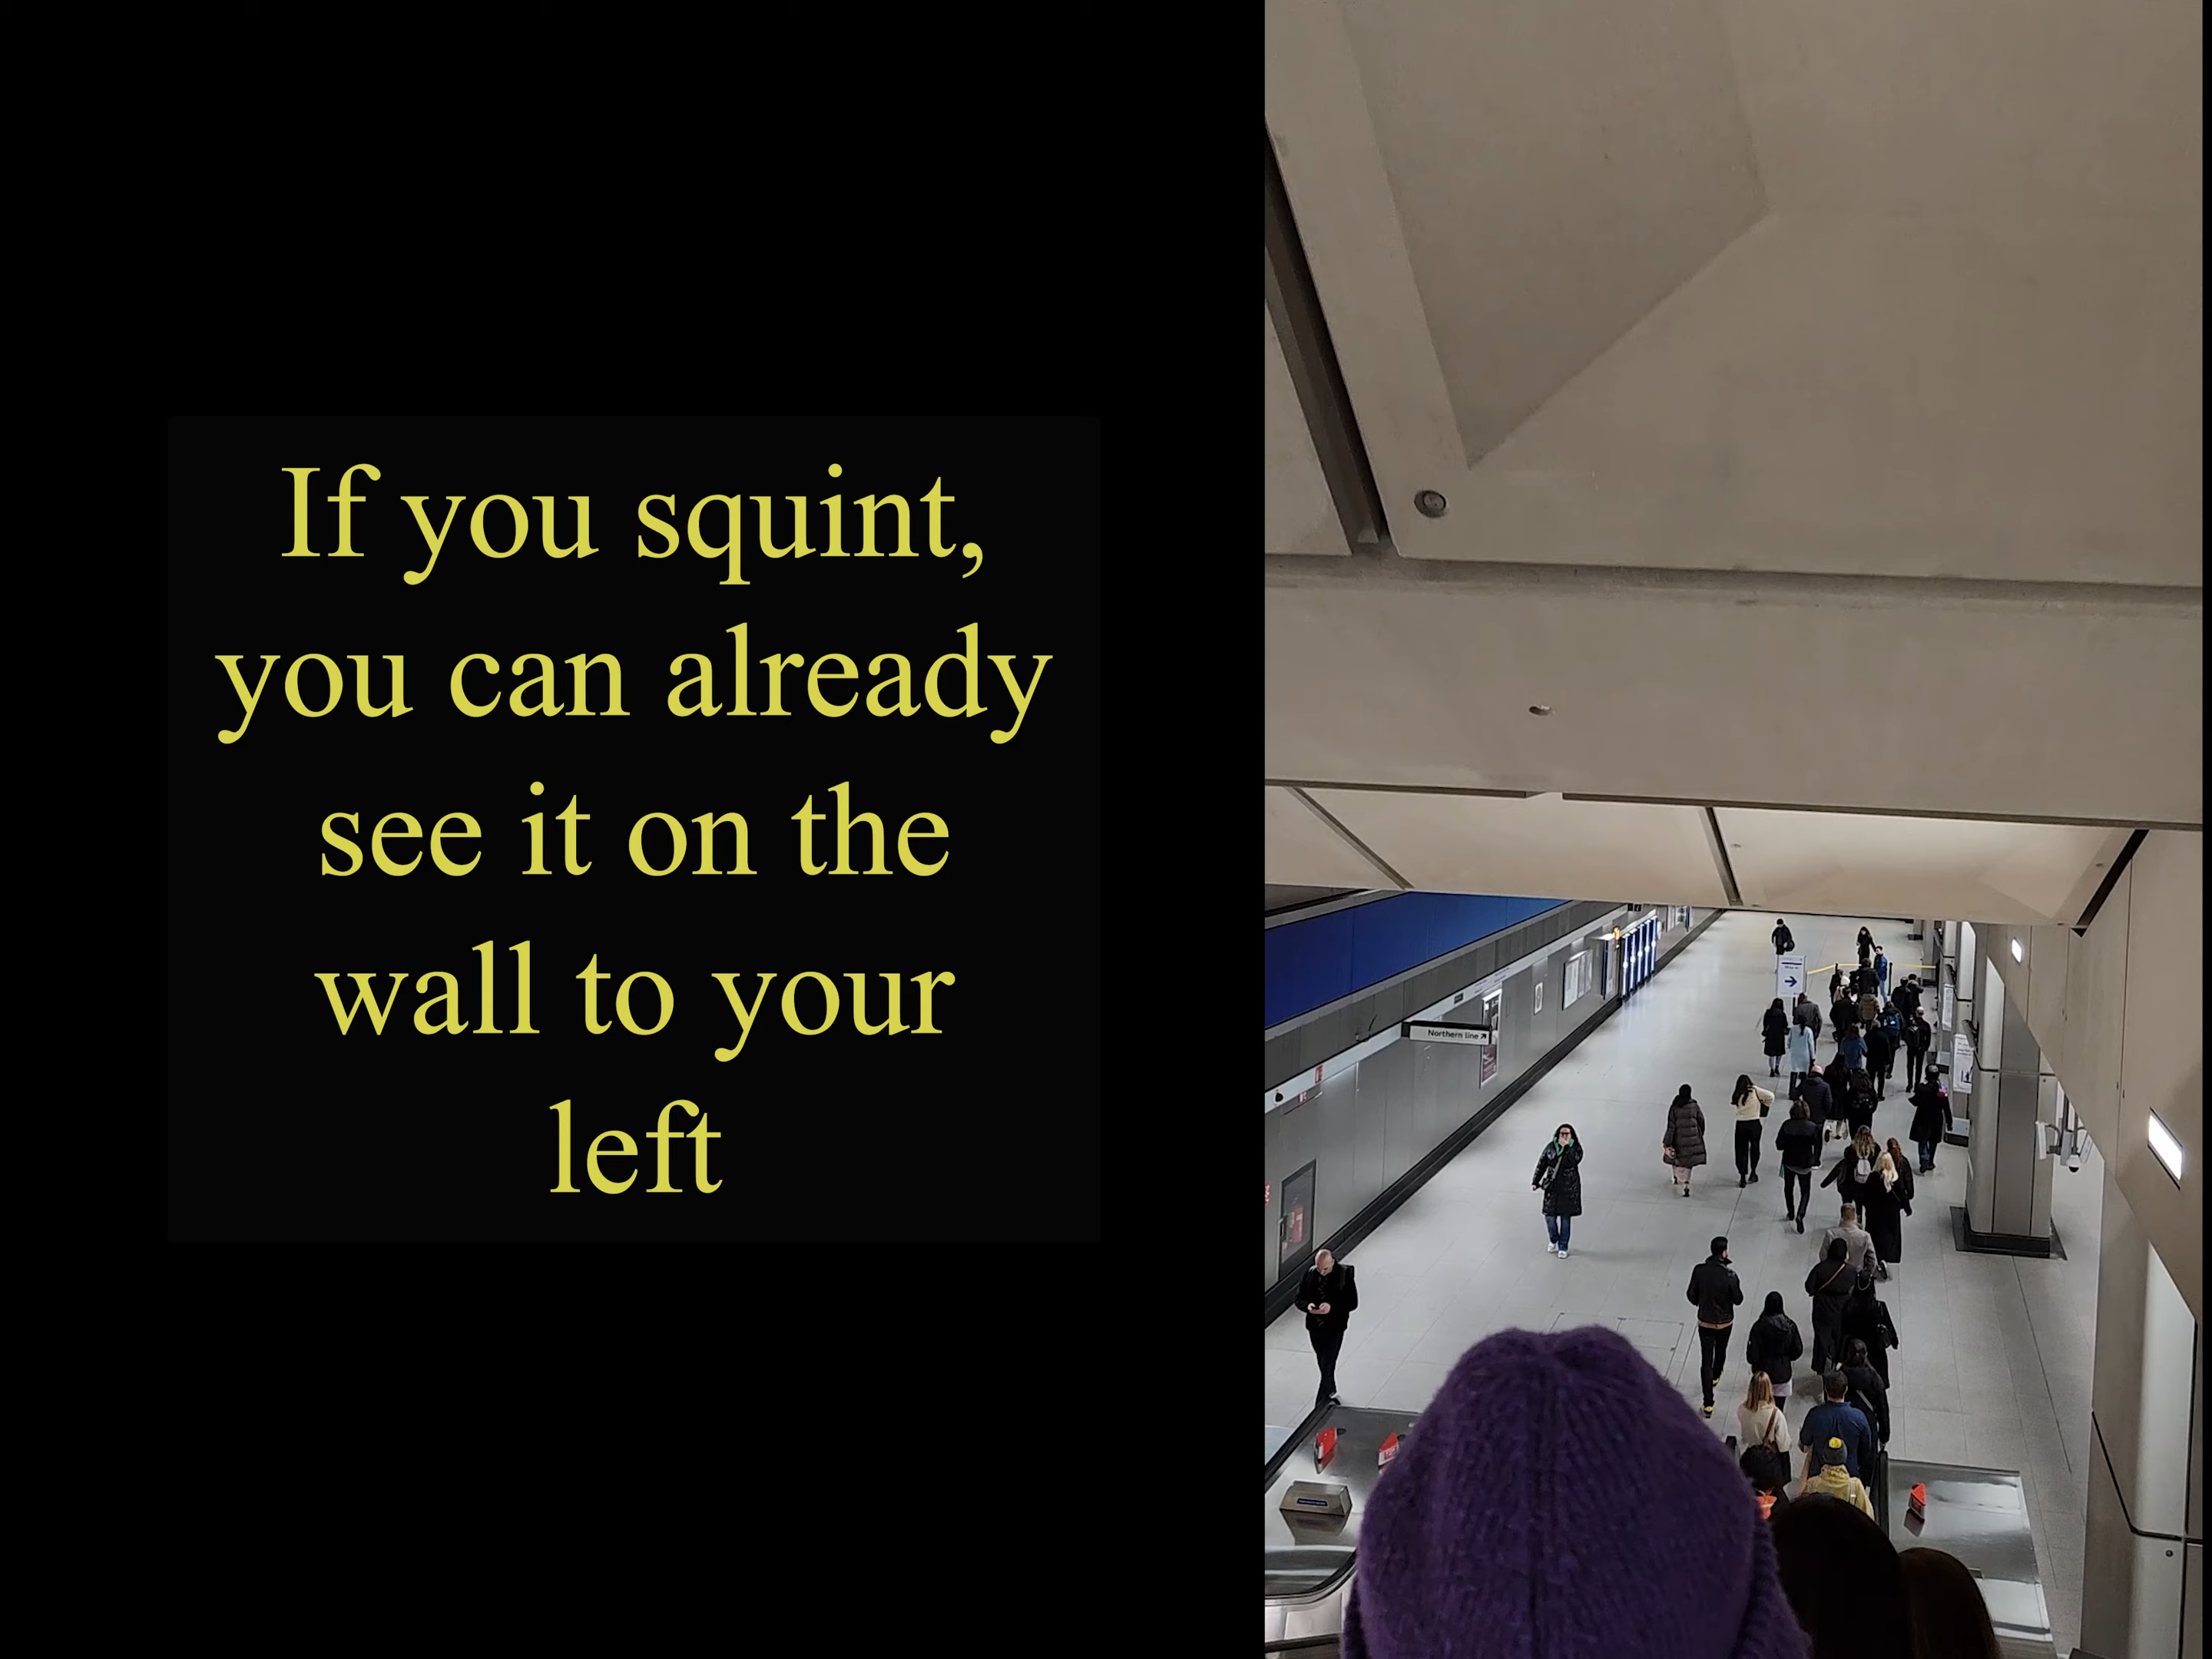 If you squint,
you can already
see it on the
wall to your
left
Northern line